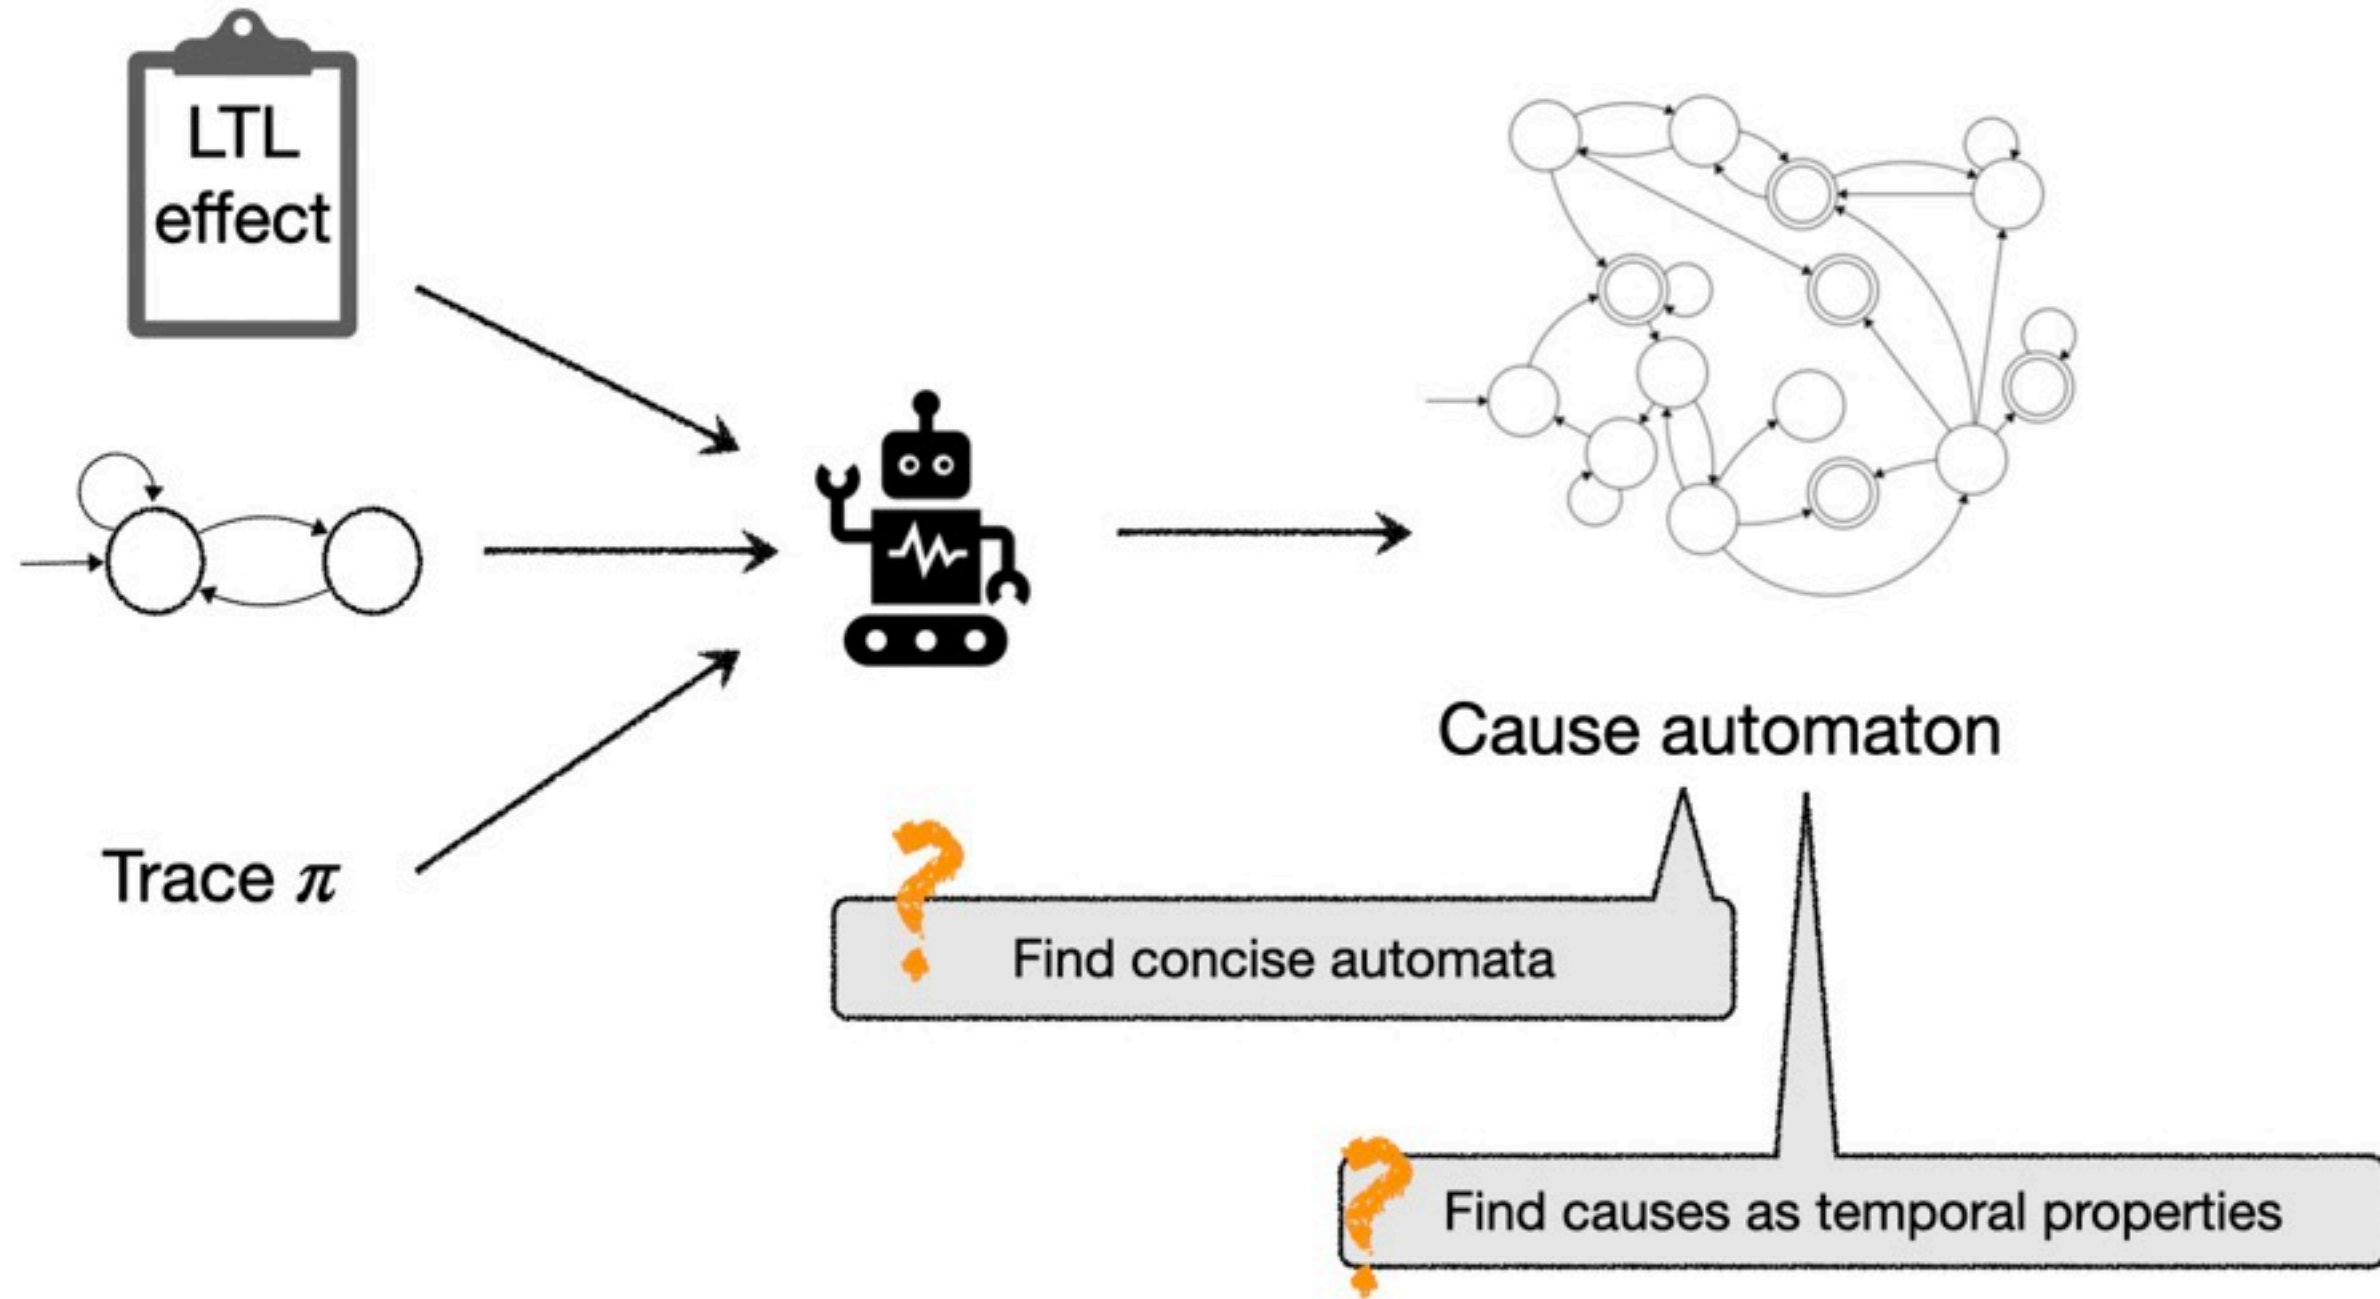 LTL
effect
Trace π
Cause automaton
Find concise automata
Find causes as temporal properties